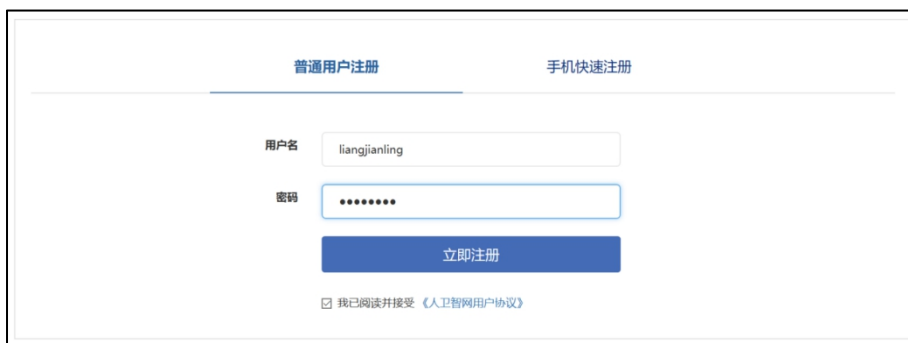 普通用户注册 手机快速注册
用户名 liangjianling
密码 ••••••••
立即注册
我已阅读并接受 《人卫智网用户协议》